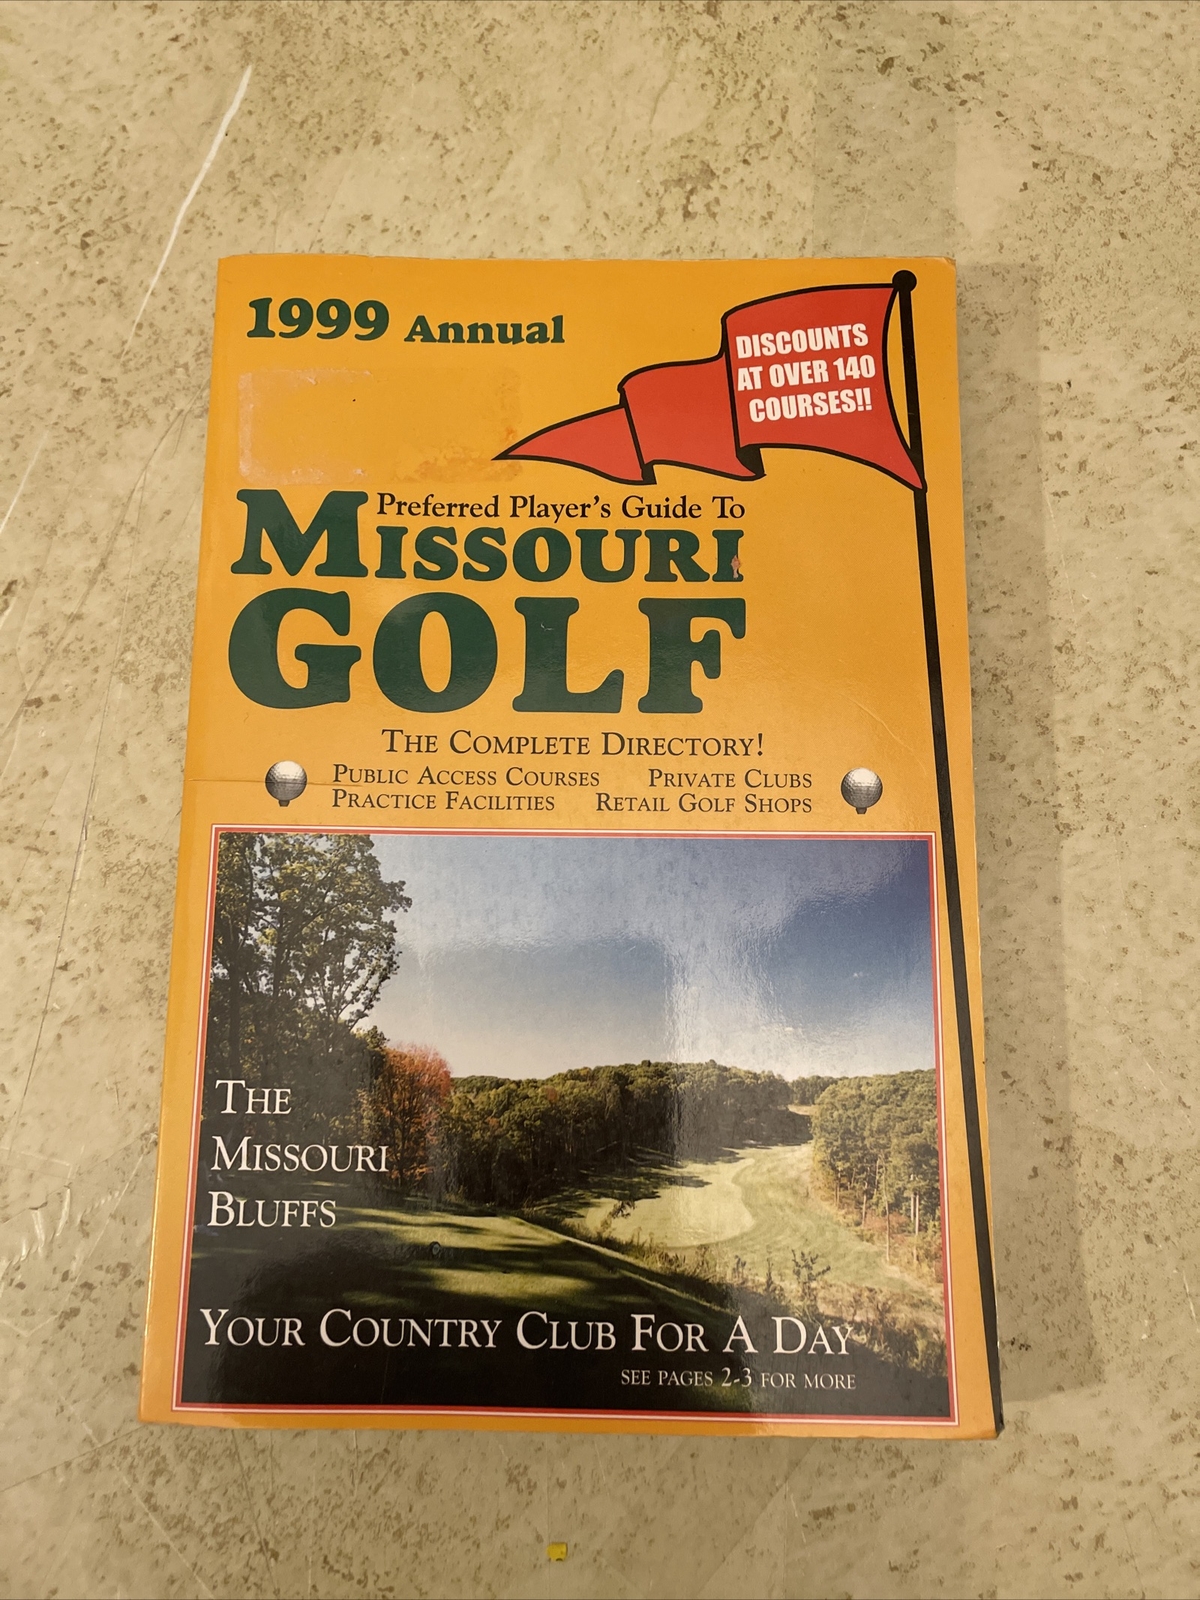 1999 Annual
DISCOUNTS
AT OVER 140
COURSES!!
Preferred Player's Guide To
MISSOURI
GOLF
THE COMPLETE DIRECTORY!
PUBLIC ACCESS COURSES PRIVATE CLUBS
PRACTICE FACILITIES RETAIL GOLF SHOPS
THE
MISSOURI
BLUFFS
YOUR COUNTRY CLUB FOR A DAY
SEE PAGES 2-3 FOR MORE